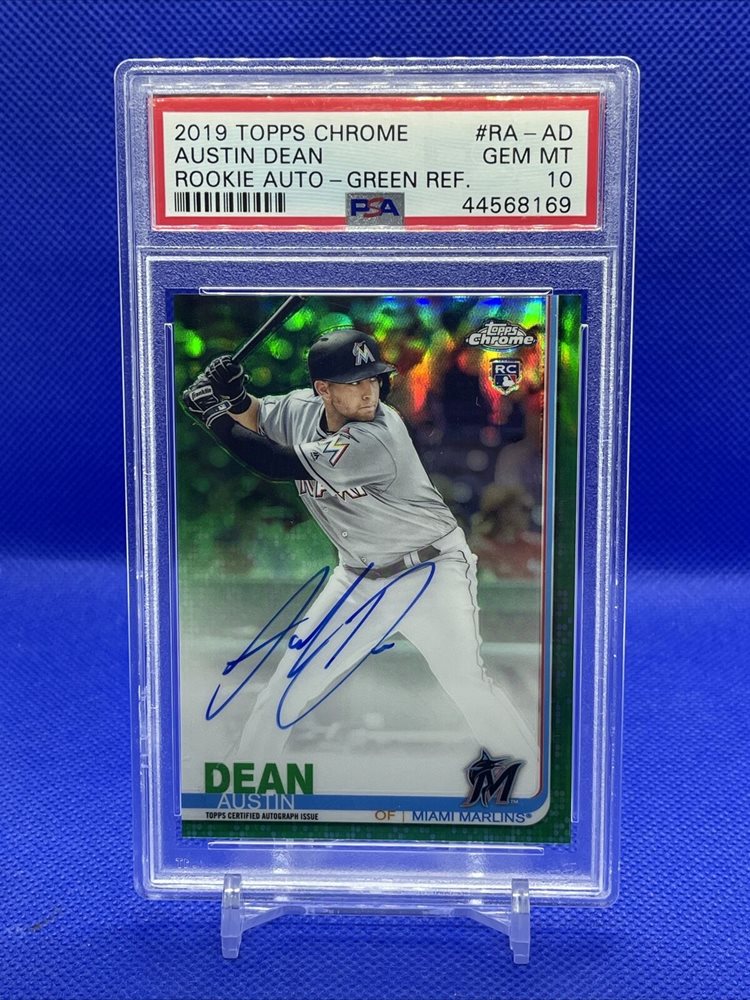 2019 TOPPS CHROME #RA-AD
AUSTIN DEAN GEM MT
ROOKIE AUTO-GREEN REF. 10
PSA 44568169
Topps
Chrome
RC
M
MIAMI
DEAN
AUSTIN
TOPPS CERTIFIED AUTOGRAPH ISSUE
M
OF | MIAMI MARLINS®